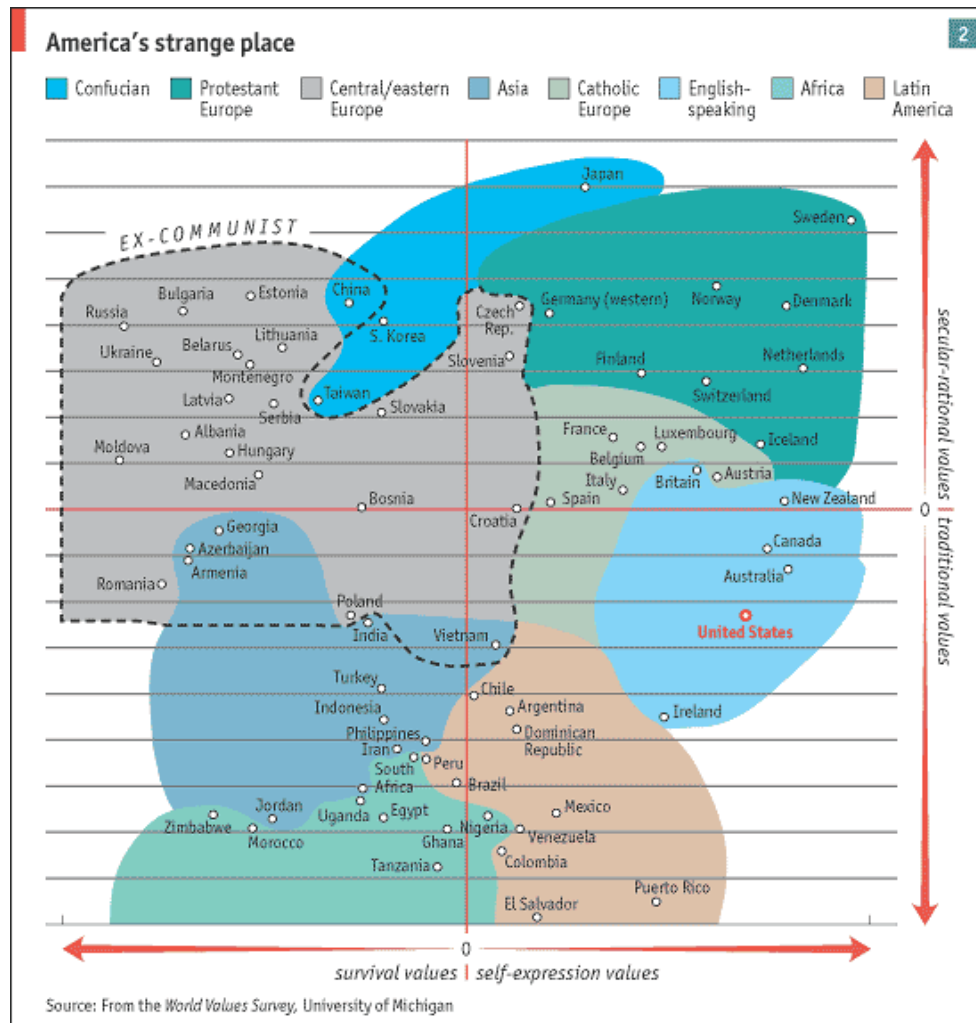 America's strange place
2
Confucian
Protestant
Europe
Central/eastern
Europe
Asia
Catholic
Europe
English-
speaking
Africa
Latin
America
Japan
Sweden
EX-COMMUNIST
China
Estonia
Bulgaria
Russia
Czech
Rep.
Germany (western)
Norway
Denmark
S. Korea
Lithuania
Belarus
Ukraine
Montenegro
Slovenia
Finland
Netherlands
Switzerland
Latvia
Serbia
Taiwan
Slovakia
Albania
Hungary
Moldova
Macedonia
France
Luxembourg
Belgium
Iceland
Britain
Austria
Italy
Spain
New Zealand
Bosnia
Croatia
Georgia
Azerbaijan
Armenia
Romania
Canada
Australia
Poland
India
Vietnam
United States
Turkey
Chile
Indonesia
Argentina
Ireland
Philippines
Dominican
Republic
Iran
South
Africa
Peru
Brazil
Uganda
Egypt
Jordan
Zimbabwe
Morocco
Ghana
Nigeria
Mexico
Venezuela
Colombia
Tanzania
El Salvador
Puerto Rico
secular-rational values
0
traditional values
0
survival values | self-expression values
Source: From the World Values Survey, University of Michigan